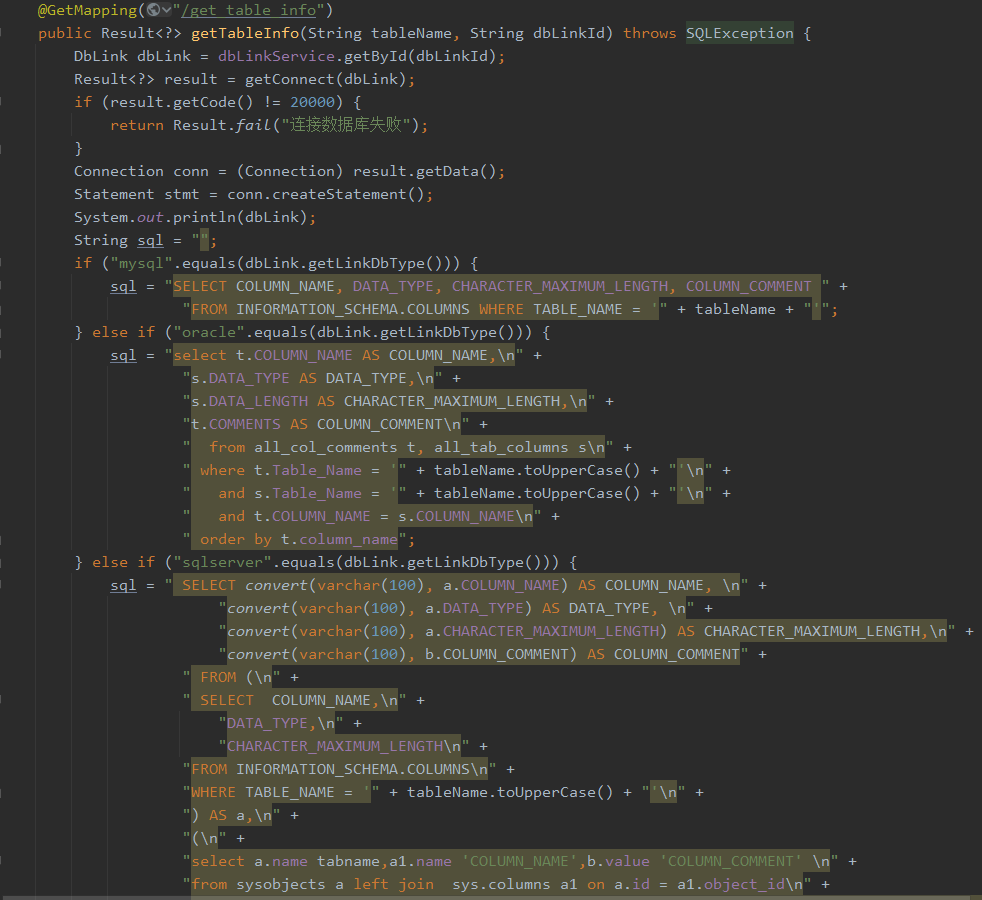 @GetMapping("/get table info")
public Result<?> getTableInfo(String tableName, String dbLinkId) throws SQLException {
DbLink dbLink = dbLinkService.getById(dbLinkId);
Result<?> result = getConnect(dbLink);
if (result.getCode() != 20000) {
return Result.fail("连接数据库失败");
}
Connection conn = (Connection) result.getData();
Statement stmt = conn.createStatement();
System.out.println(dbLink);
String sql = "";
if ("mysql".equals(dbLink.getLinkDbType())) {
sql = "SELECT COLUMN_NAME, DATA_TYPE, CHARACTER_MAXIMUM_LENGTH, COLUMN_COMMENT " +
"FROM INFORMATION_SCHEMA.COLUMNS WHERE TABLE_NAME = '" + tableName + "'";
} else if ("oracle".equals(dbLink.getLinkDbType())) {
sql = "select t.COLUMN_NAME AS COLUMN_NAME,\n" +
"s.DATA_TYPE AS DATA_TYPE,\n" +
"s.DATA_LENGTH AS CHARACTER_MAXIMUM_LENGTH,\n" +
"t.COMMENTS AS COLUMN_COMMENT\n" +
"  from all_col_comments t, all_tab_columns s\n" +
" where t.Table_Name = '" + tableName.toUpperCase() + "'\n" +
"   and s.Table_Name = '" + tableName.toUpperCase() + "'\n" +
"   and t.COLUMN_NAME = s.COLUMN_NAME\n" +
" order by t.column_name";
} else if ("sqlserver".equals(dbLink.getLinkDbType())) {
sql = " SELECT convert(varchar(100), a.COLUMN_NAME) AS COLUMN_NAME, \n" +
"convert(varchar(100), a.DATA_TYPE) AS DATA_TYPE, \n" +
"convert(varchar(100), a.CHARACTER_MAXIMUM_LENGTH) AS CHARACTER_MAXIMUM_LENGTH,\n" +
"convert(varchar(100), b.COLUMN_COMMENT) AS COLUMN_COMMENT" +
" FROM (\n" +
" SELECT  COLUMN_NAME,\n" +
"DATA_TYPE,\n" +
"CHARACTER_MAXIMUM_LENGTH\n" +
"FROM INFORMATION_SCHEMA.COLUMNS\n" +
"WHERE TABLE_NAME = '" + tableName.toUpperCase() + "'\n" +
") AS a,\n" +
"(\n" +
"select a.name tabname,a1.name 'COLUMN_NAME',b.value 'COLUMN_COMMENT' \n" +
"from sysobjects a left join  sys.columns a1 on a.id = a1.object_id\n" +